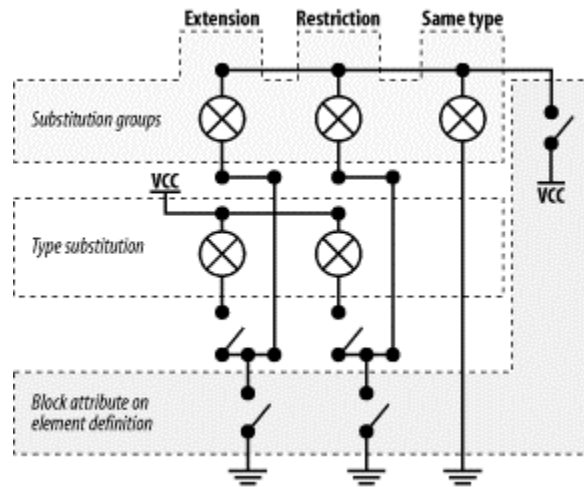 Extension Restriction Same type
Substitution groups
VCC
VCC
Type substitution
Block attribute on
element definition